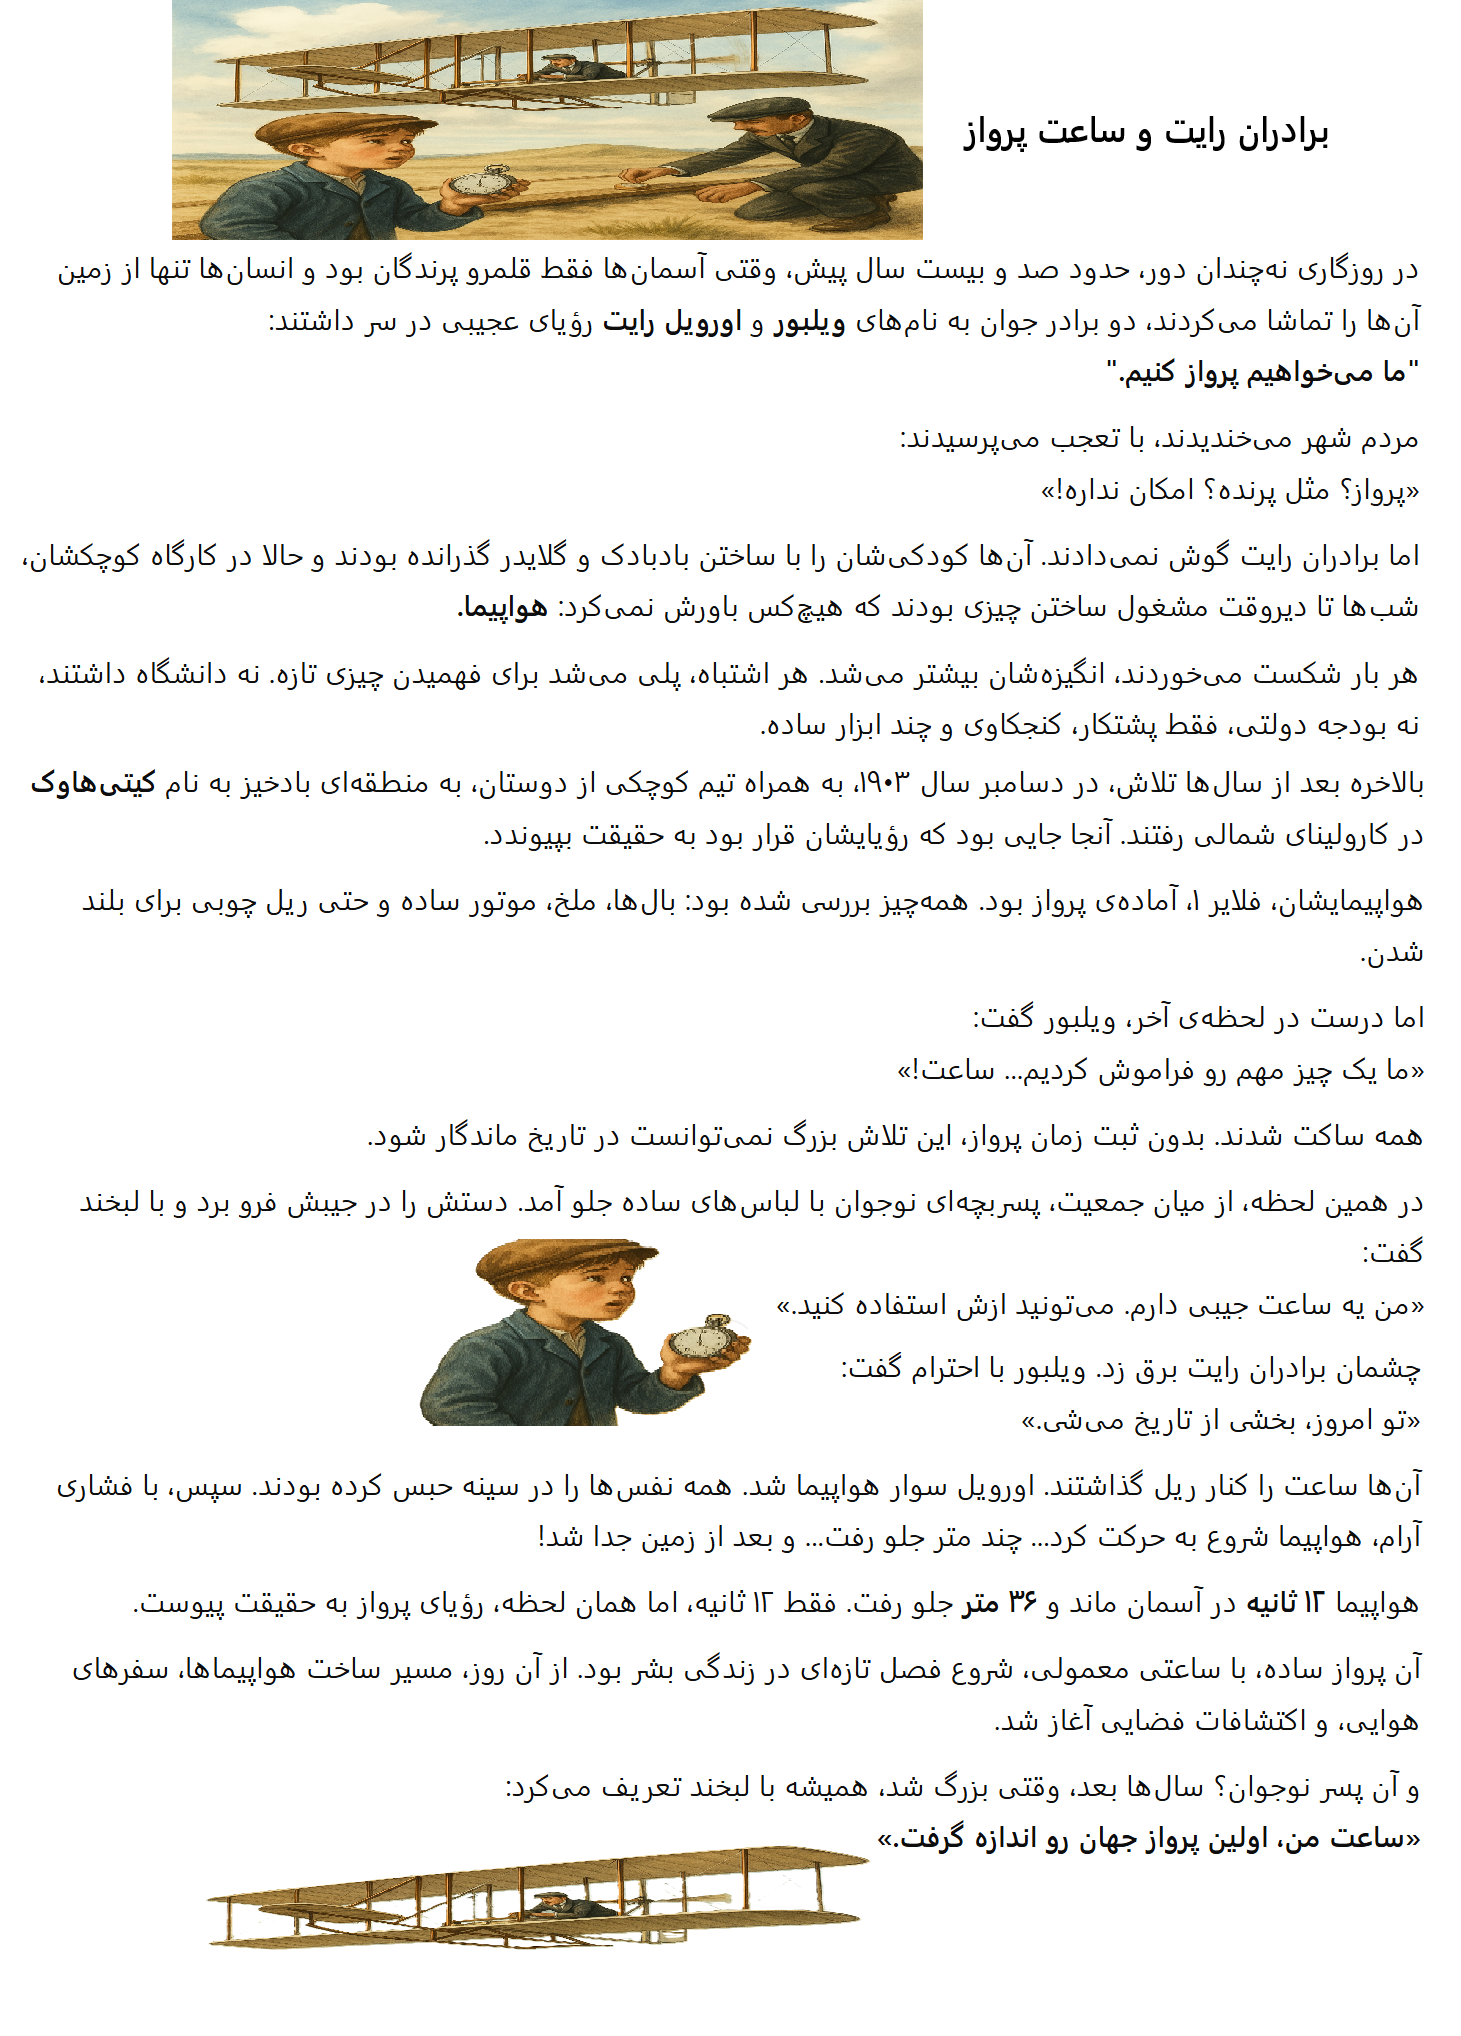 برادران رایت و ساعت پرواز
در روزگاری نه‌چندان دور، حدود صد و بیست سال پیش، وقتی آسمان‌ها فقط قلمرو پرندگان بود و انسان‌ها تنها از زمین
آن‌ها را تماشا می‌کردند، دو برادر جوان به نام‌های ویلبور و اورویل رایت رؤیای عجیبی در سر داشتند:
"ما می‌خواهیم پرواز کنیم."
مردم شهر می‌خندیدند، با تعجب می‌پرسیدند:
«پرواز؟ مثل پرنده؟ امکان نداره!»
اما برادران رایت گوش نمی‌دادند. آن‌ها کودکی‌شان را با ساختن بادبادک و گلایدر گذرانده بودند و حالا در کارگاه کوچکشان،
شب‌ها تا دیروقت مشغول ساختن چیزی بودند که هیچ‌کس باورش نمی‌کرد: هواپیما.
هر بار شکست می‌خوردند، انگیزه‌شان بیشتر می‌شد. هر اشتباه، پلی می‌شد برای فهمیدن چیزی تازه. نه دانشگاه داشتند،
نه بودجه دولتی، فقط پشتکار، کنجکاوی و چند ابزار ساده.
بالاخره بعد از سال‌ها تلاش، در دسامبر سال ۱۹۰۳، به همراه تیم کوچکی از دوستان، به منطقه‌ای بادخیز به نام کیتی‌هاوک
در کارولینای شمالی رفتند. آنجا جایی بود که رؤیایشان قرار بود به حقیقت بپیوندد.
هواپیمایشان، فلایر ۱، آماده‌ی پرواز بود. همه‌چیز بررسی شده بود: بال‌ها، ملخ، موتور ساده و حتی ریل چوبی برای بلند
شدن.
اما درست در لحظه‌ی آخر، ویلبور گفت:
«ما یک چیز مهم رو فراموش کردیم... ساعت!»
همه ساکت شدند. بدون ثبت زمان پرواز، این تلاش بزرگ نمی‌توانست در تاریخ ماندگار شود.
در همین لحظه، از میان جمعیت، پسربچه‌ای نوجوان با لباس‌های ساده جلو آمد. دستش را در جیبش فرو برد و با لبخند
گفت:
«من یه ساعت جیبی دارم. می‌تونید ازش استفاده کنید.»
چشمان برادران رایت برق زد. ویلبور با احترام گفت:
«تو امروز، بخشی از تاریخ می‌شی.»
آن‌ها ساعت را کنار ریل گذاشتند. اورویل سوار هواپیما شد. همه نفس‌ها را در سینه حبس کرده بودند. سپس، با فشاری
آرام، هواپیما شروع به حرکت کرد... چند متر جلو رفت... و بعد از زمین جدا شد!
هواپیما ۱۲ ثانیه در آسمان ماند و ۳۶ متر جلو رفت. فقط ۱۲ ثانیه، اما همان لحظه، رؤیای پرواز به حقیقت پیوست.
آن پرواز ساده، با ساعتی معمولی، شروع فصل تازه‌ای در زندگی بشر بود. از آن روز، مسیر ساخت هواپیماها، سفرهای
هوایی، و اکتشافات فضایی آغاز شد.
و آن پسر نوجوان؟ سال‌ها بعد، وقتی بزرگ شد، همیشه با لبخند تعریف می‌کرد:
«ساعت من، اولین پرواز جهان رو اندازه گرفت.»